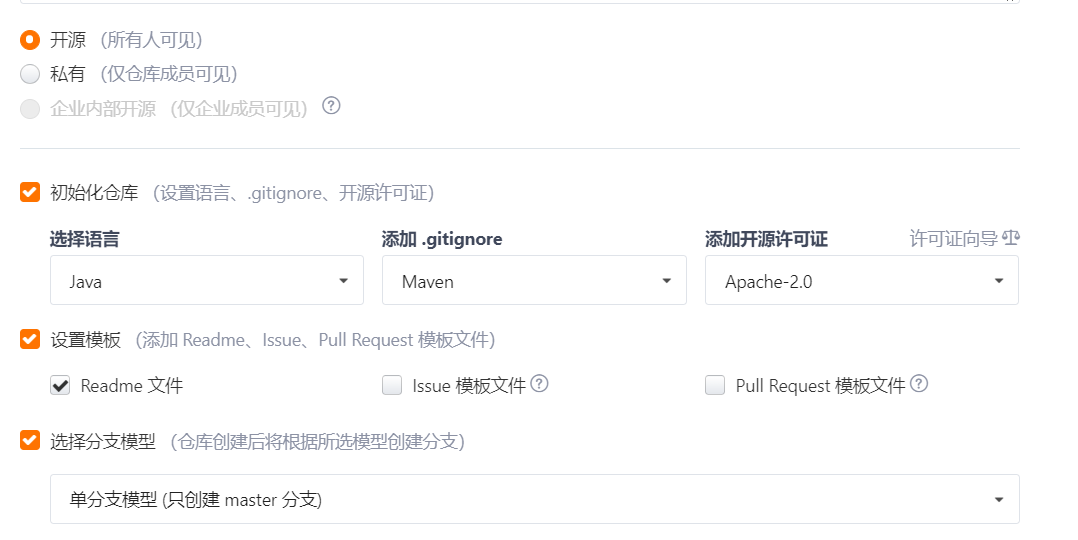 开源 (所有人可见)
私有 (仅仓库成员可见)
企业内部开源 (仅企业成员可见) ?
初始化仓库 (设置语言、.gitignore、开源许可证)
选择语言 添加 .gitignore 添加开源许可证 许可证向导
Java Maven Apache-2.0
设置模板 (添加 Readme、Issue、Pull Request 模板文件)
Readme 文件 Issue 模板文件 ? Pull Request 模板文件 ?
选择分支模型 (仓库创建后将根据所选模型创建分支)
单分支模型 (只创建 master 分支)